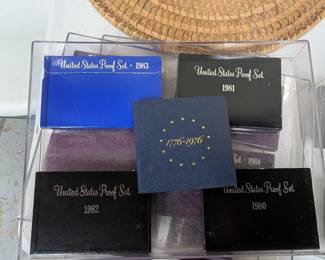 United States Proof Set - 1983
United States Proof Set
1981
1776-1976
Set - 1984
United States Proof Set
1982
United States Proof Set
1980